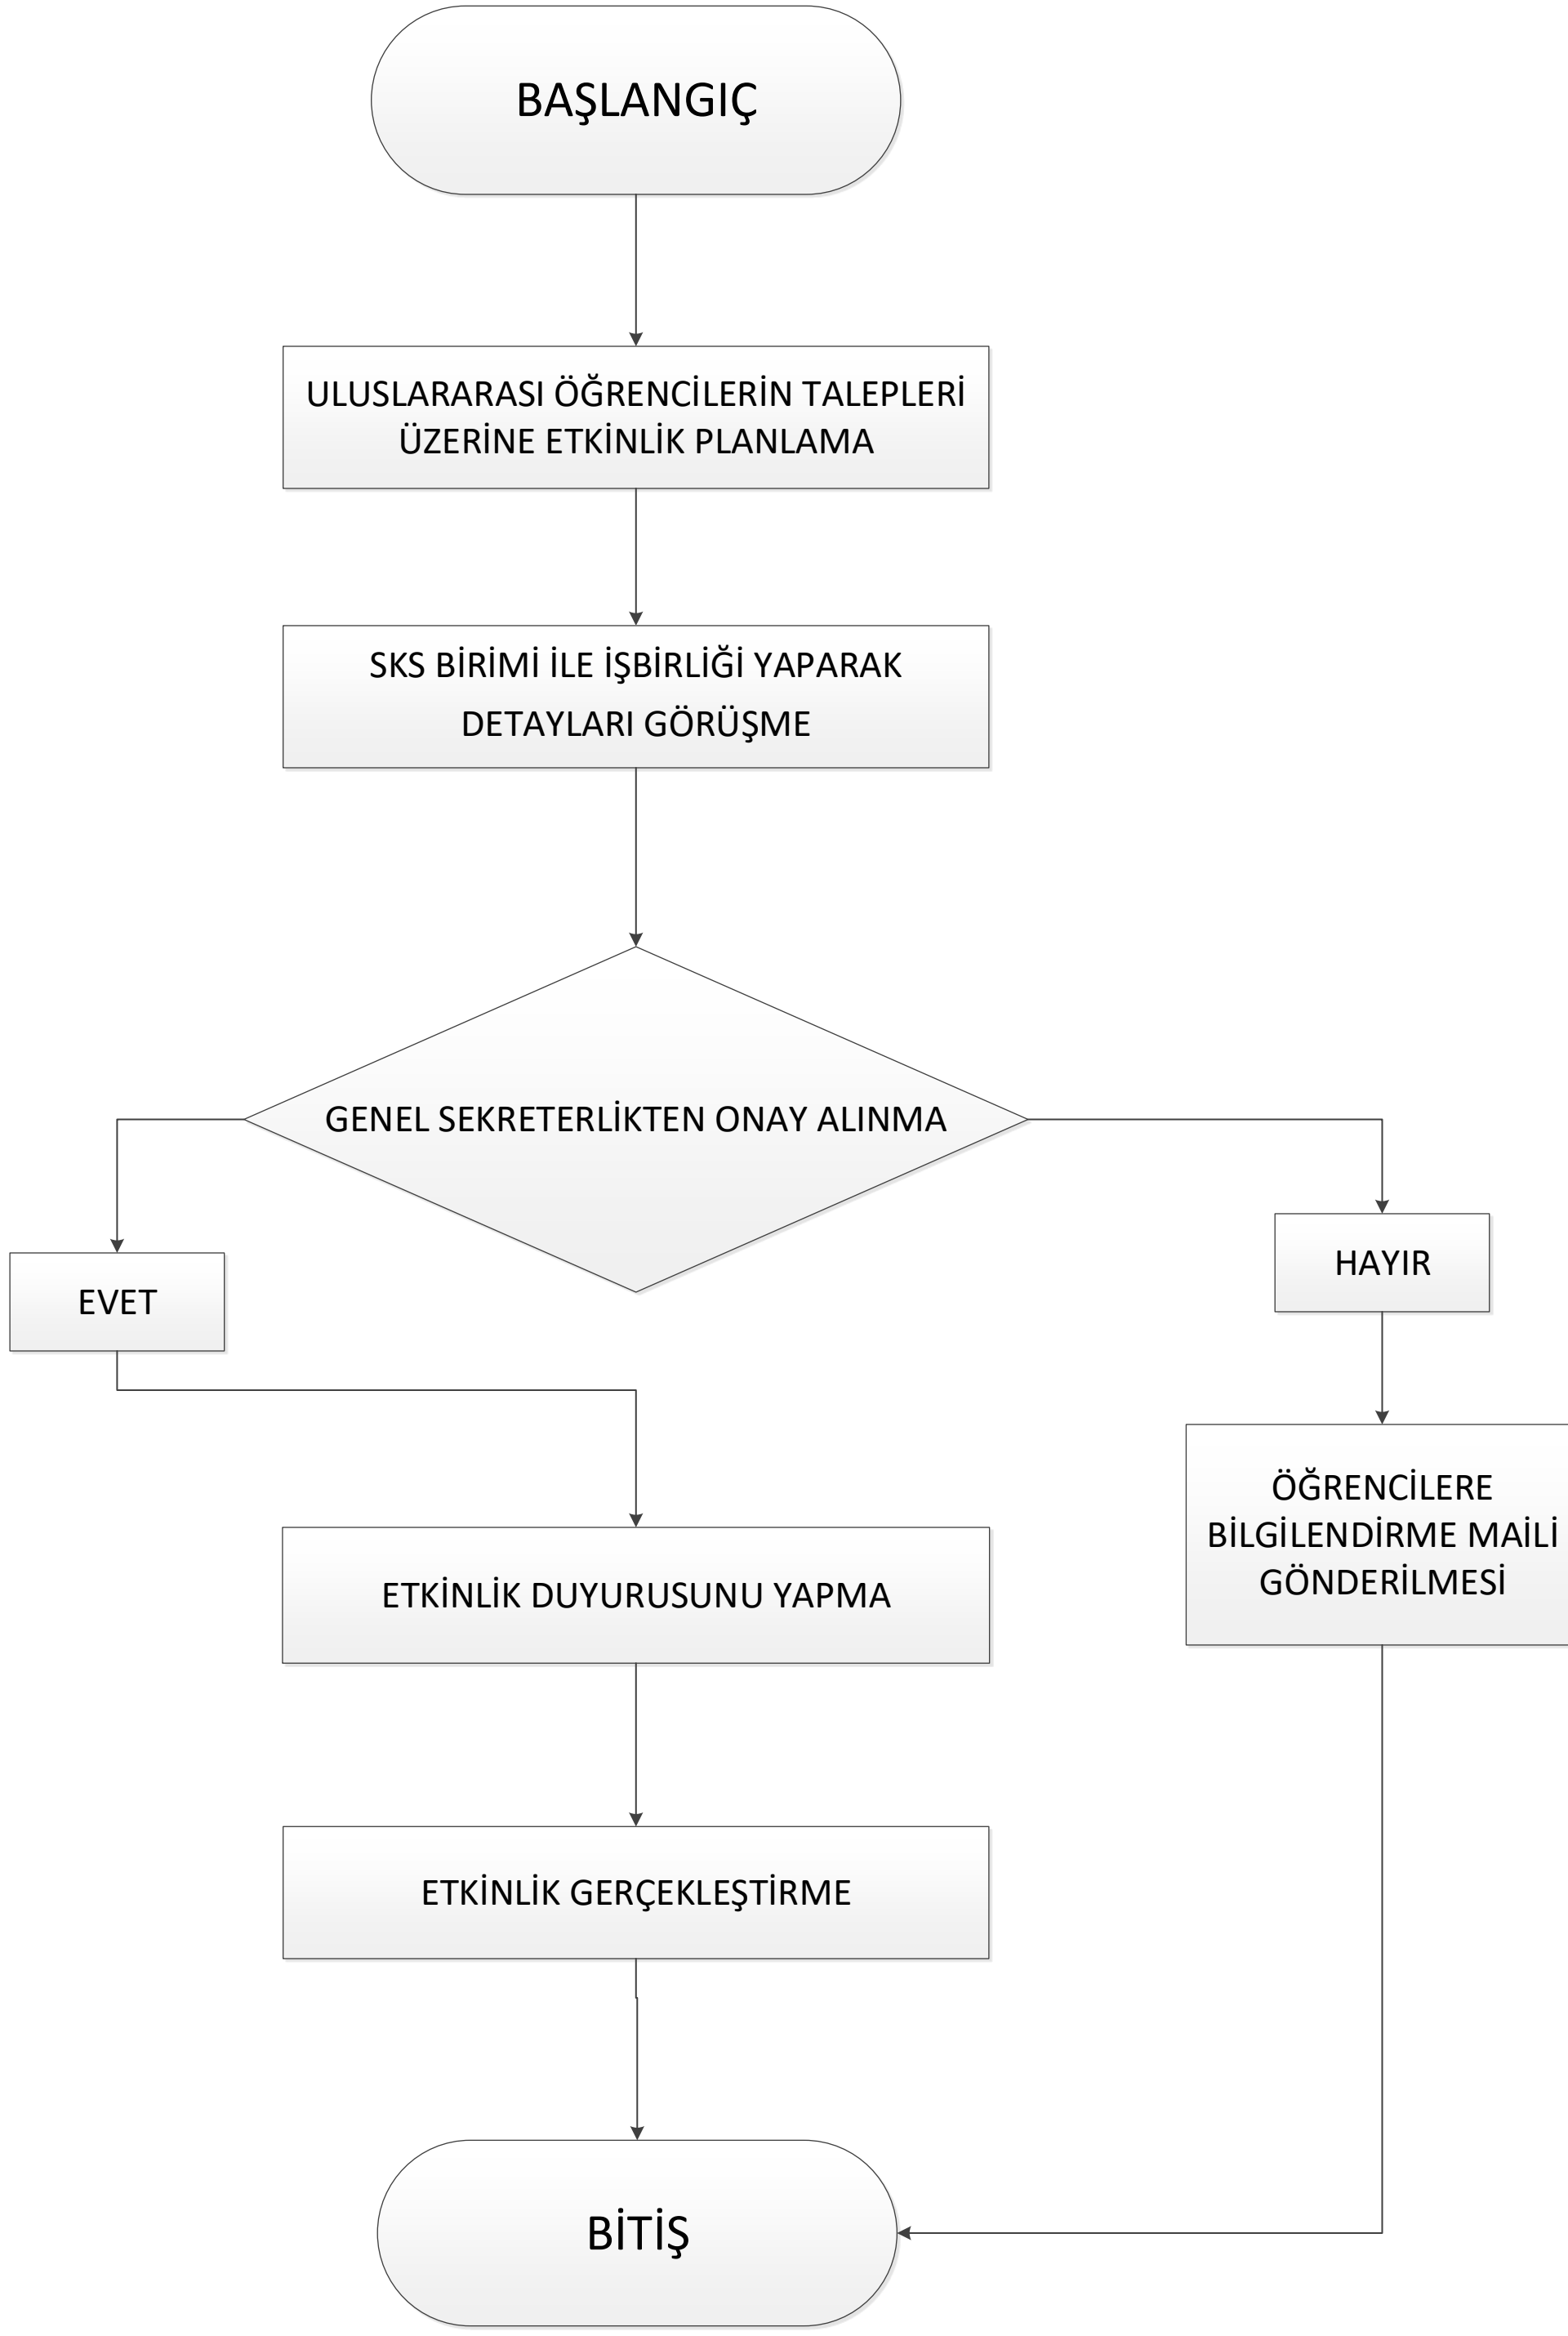 BAŞLANGIÇ
ULUSLARARASI ÖĞRENCİLERİN TALEPLERİ
ÜZERİNE ETKİNLİK PLANLAMA
SKS BİRİMİ İLE İŞBİRLİĞİ YAPARAK
DETAYLARI GÖRÜŞME
GENEL SEKRETERLİKTEN ONAY ALINMA
EVET
HAYIR
ÖĞRENCİLERE
BİLGİLENDİRME MAİLİ
GÖNDERİLMESİ
ETKİNLİK DUYURUSUNU YAPMA
ETKİNLİK GERÇEKLEŞTİRME
BİTİŞ